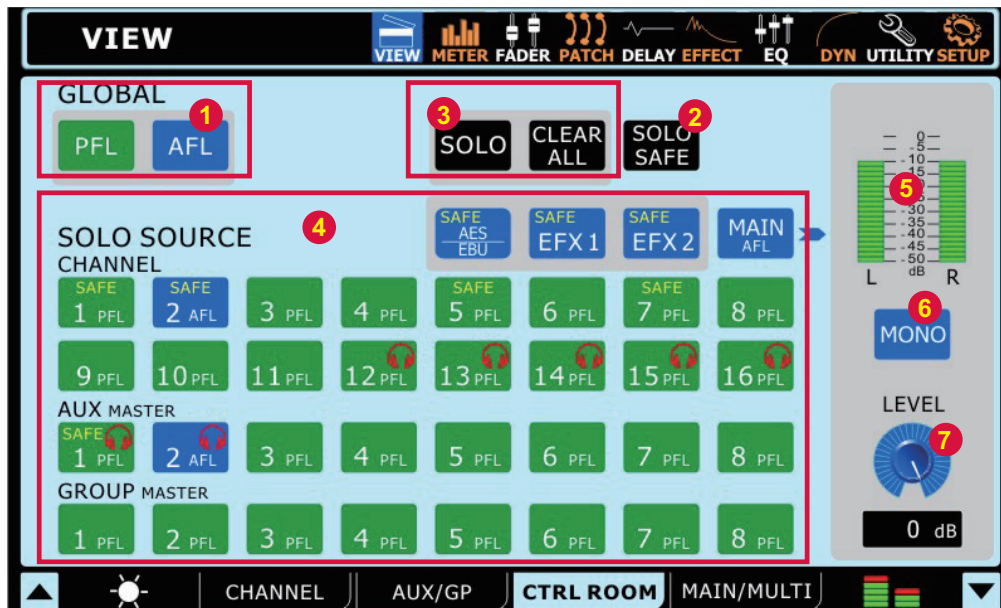 VIEW
VIEW METER FADER PATCH DELAY EFFECT EQ DYN UTILITY SETUP
GLOBAL
1
PFL AFL
3
SOLO CLEAR ALL
2
SOLO SAFE
4
SOLO SOURCE
SAFE AES EBU
SAFE EFX 1
SAFE EFX 2
MAIN AFL
CHANNEL
SAFE SAFE SAFE SAFE
1 PFL 2 AFL 3 PFL 4 PFL 5 PFL 6 PFL 7 PFL 8 PFL
9 PFL 10 PFL 11 PFL 12 PFL 13 PFL 14 PFL 15 PFL 16 PFL
AUX MASTER
SAFE
1 PFL 2 AFL 3 PFL 4 PFL 5 PFL 6 PFL 7 PFL 8 PFL
GROUP MASTER
1 PFL 2 PFL 3 PFL 4 PFL 5 PFL 6 PFL 7 PFL 8 PFL
0
-5
-10
-15
5
-30
-35
-40
-45
-50
L dB R
6
MONO
LEVEL
7
0 dB
CHANNEL AUX/GP CTRL ROOM MAIN/MULTI